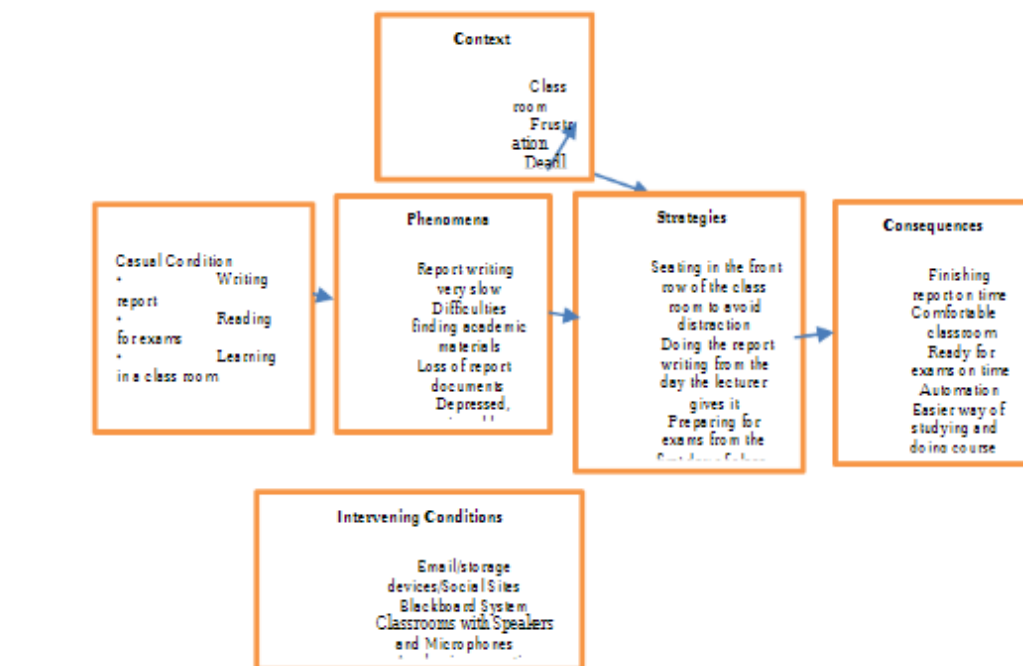 Context
Class
room
Frustr
ation
Deadl
Casual Condition
• Writing
report
• Reading
for exams
• Learning
in a class room
Phenomena
Report writing
very slow
Difficulties
finding academic
materials
Loss of report
documents
Depressed,
Strategies
Seating in the front
row of the class
room to avoid
distraction
Doing the report
writing from the
day the lecturer
gives it
Preparing for
exams from the
Consequences
Finishing
report on time
Comfortable
classroom
Ready for
exams on time
Automation
Easier way of
studying and
doing course
Intervening Conditions
Email/storage
devices/Social Sites
Blackboard System
Classrooms with Speakers
and Microphones